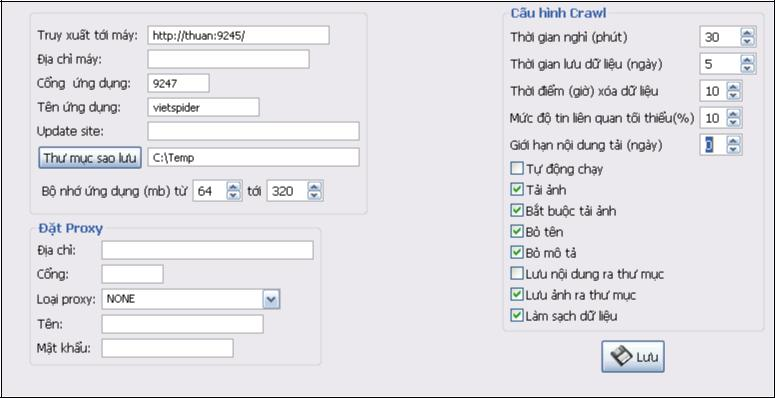 Truy xuất tới máy: http://thuan:9245/
Địa chỉ máy:
Cổng ứng dụng: 9247
Tên ứng dụng: vietspider
Update site:
Thư mục sao lưu C:\Temp
Bộ nhớ ứng dụng (mb) từ 64 tới 320
Đặt Proxy
Địa chỉ:
Cổng:
Loại proxy: NONE
Tên:
Mật khẩu:
Cấu hình Crawl
Thời gian nghỉ (phút) 30
Thời gian lưu dữ liệu (ngày) 5
Thời điểm (giờ) xóa dữ liệu 10
Mức độ tin liên quan tối thiểu(%) 10
Giới hạn nội dung tải (ngày) 0
Tự động chạy
Tải ảnh
Bắt buộc tải ảnh
Bỏ tên
Bỏ mô tả
Lưu nội dung ra thư mục
Lưu ảnh ra thư mục
Làm sạch dữ liệu
Lưu